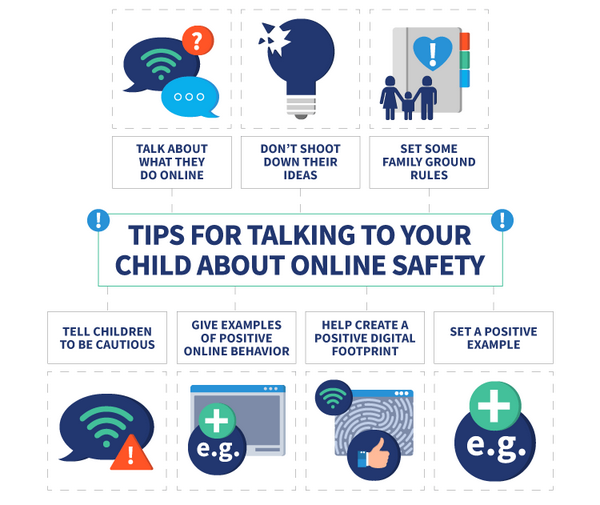 ?
!
TALK ABOUT
WHAT THEY
DO ONLINE
DON'T SHOOT
DOWN THEIR
IDEAS
SET SOME
FAMILY GROUND
RULES
!
!
TIPS FOR TALKING TO YOUR
CHILD ABOUT ONLINE SAFETY
TELL CHILDREN
TO BE CAUTIOUS
GIVE EXAMPLES
OF POSITIVE
ONLINE BEHAVIOR
HELP CREATE A
POSITIVE DIGITAL
FOOTPRINT
SET A POSITIVE
EXAMPLE
!
e.g.
e.g.